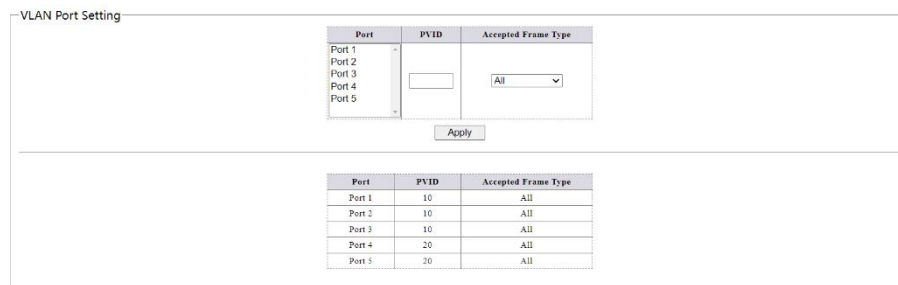 VLAN Port Setting
Port PVID Accepted Frame Type
Port 1
Port 2
Port 3
Port 4
Port 5
All
Apply
Port PVID Accepted Frame Type
Port 1 10 All
Port 2 10 All
Port 3 10 All
Port 4 20 All
Port 5 20 All